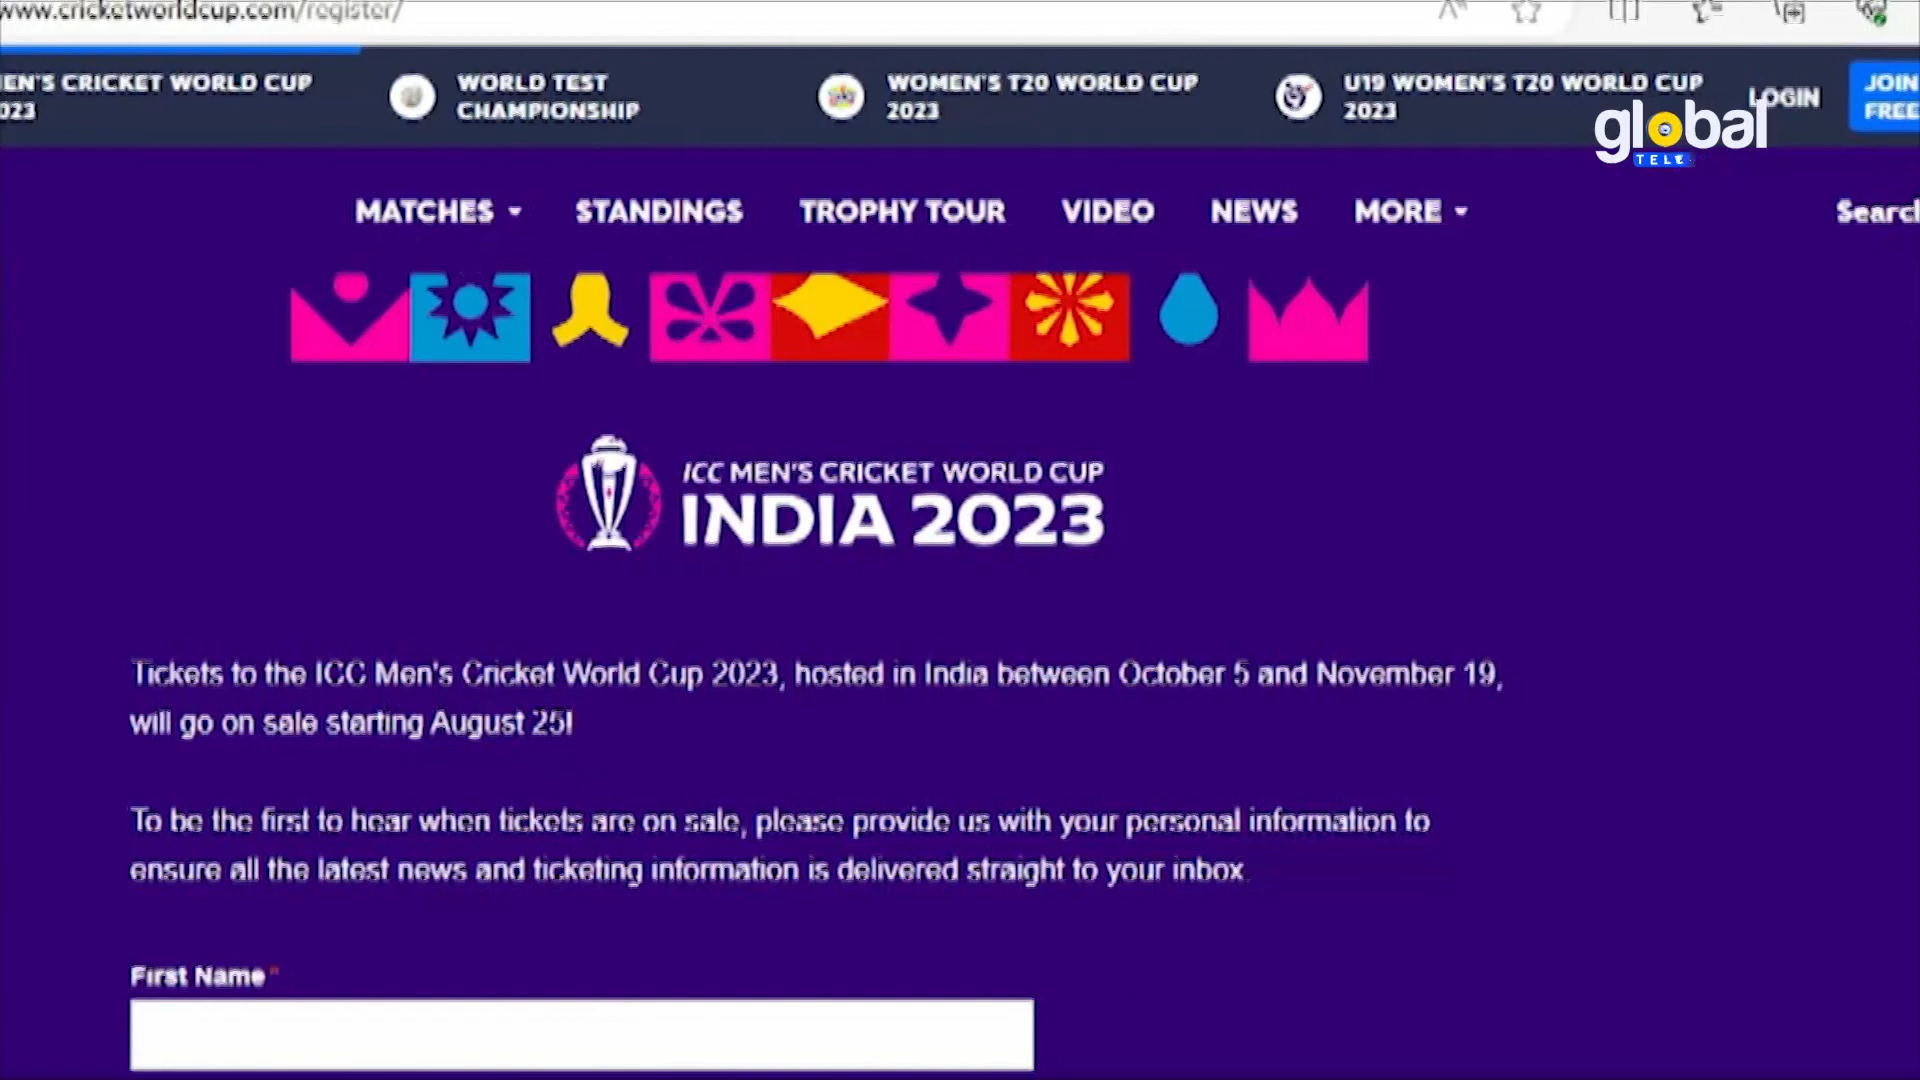 www.cricketworldcup.com/register/
EN'S CRICKET WORLD CUP
023
WORLD TEST
CHAMPIONSHIP
WOMEN'S T20 WORLD CUP
2023
U19 WOMEN'S T20 WORLD CUP
2023
LOGIN
JOIN
FREE
global
TELE
MATCHES
STANDINGS
TROPHY TOUR
VIDEO
NEWS
MORE
Search
ICC MEN'S CRICKET WORLD CUP
INDIA 2023
Tickets to the ICC Men's Cricket World Cup 2023, hosted in India between October 5 and November 19,
will go on sale starting August 25!
To be the first to hear when tickets are on sale, please provide us with your personal information to
ensure all the latest news and ticketing information is delivered straight to your inbox.
First Name*